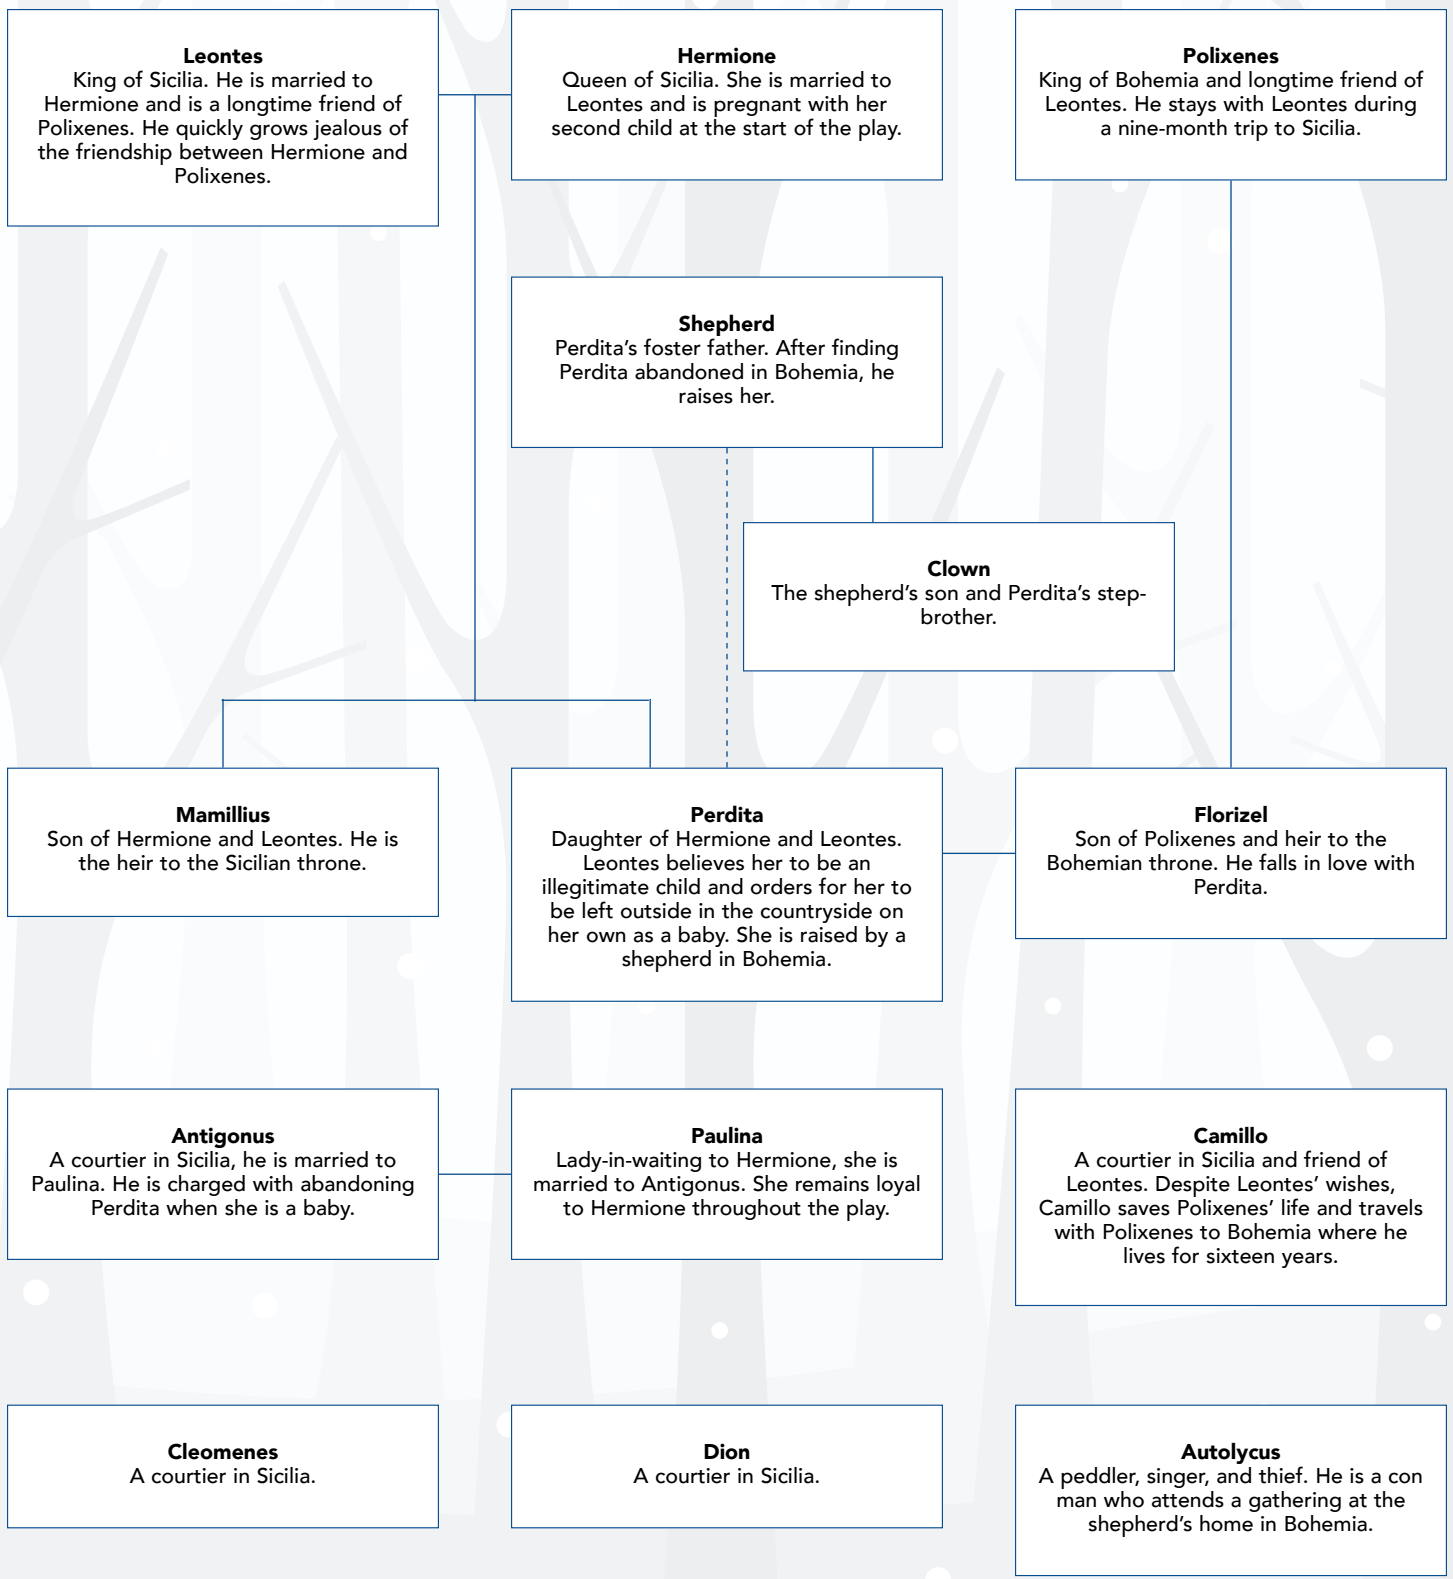 Leontes
King of Sicilia. He is married to
Hermione and is a longtime friend of
Polixenes. He quickly grows jealous of
the friendship between Hermione and
Polixenes.
Hermione
Queen of Sicilia. She is married to
Leontes and is pregnant with her
second child at the start of the play.
Polixenes
King of Bohemia and longtime friend of
Leontes. He stays with Leontes during
a nine-month trip to Sicilia.
Shepherd
Perdita’s foster father. After finding
Perdita abandoned in Bohemia, he
raises her.
Clown
The shepherd’s son and Perdita’s step-
brother.
Mamillius
Son of Hermione and Leontes. He is
the heir to the Sicilian throne.
Perdita
Daughter of Hermione and Leontes.
Leontes believes her to be an
illegitimate child and orders for her to
be left outside in the countryside on
her own as a baby. She is raised by a
shepherd in Bohemia.
Florizel
Son of Polixenes and heir to the
Bohemian throne. He falls in love with
Perdita.
Antigonus
A courtier in Sicilia, he is married to
Paulina. He is charged with abandoning
Perdita when she is a baby.
Paulina
Lady-in-waiting to Hermione, she is
married to Antigonus. She remains loyal
to Hermione throughout the play.
Camillo
A courtier in Sicilia and friend of
Leontes. Despite Leontes’ wishes,
Camillo saves Polixenes’ life and travels
with Polixenes to Bohemia where he
lives for sixteen years.
Cleomenes
A courtier in Sicilia.
Dion
A courtier in Sicilia.
Autolycus
A peddler, singer, and thief. He is a con
man who attends a gathering at the
shepherd’s home in Bohemia.